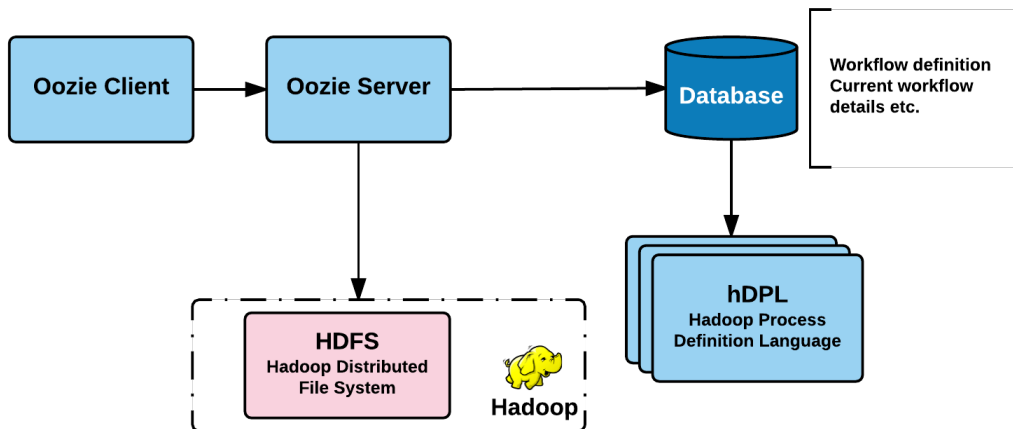 Oozie Client
Oozie Server
Database
Workflow definition
Current workflow
details etc.
hDPL
Hadoop Process
Definition Language
HDFS
Hadoop Distributed
File System
Hadoop